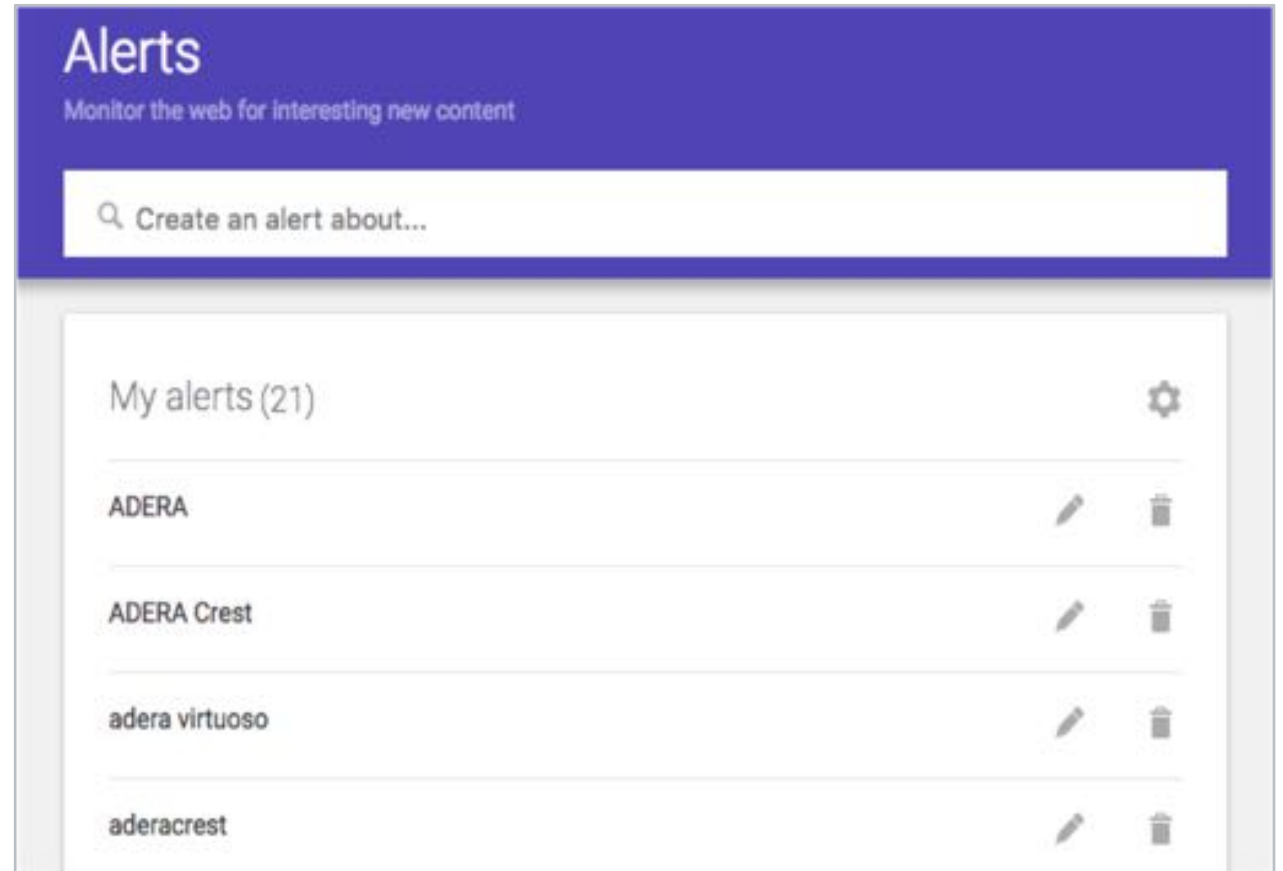 Alerts
Monitor the web for interesting new content
Create an alert about...
My alerts (21)
ADERA
ADERA Crest
adera virtuoso
aderacrest